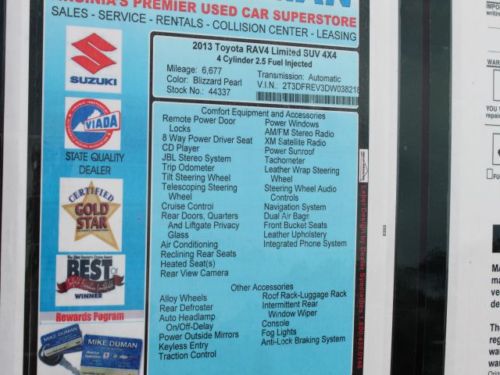 VIRGINIA'S PREMIER USED CAR SUPERSTORE
SALES - SERVICE - RENTALS - COLLISION CENTER - LEASING
SUZUKI
VIADA
STATE QUALITY
DEALER
CERTIFIED
GOLD
STAR
BEST
WINNER
Rewards Pogram
MIKE DUMAN
MIKE DUMAN
2013 Toyota RAV4 Limited SUV 4X4
4 Cylinder 2.5 Fuel Injected
Mileage: 6,677
Transmission: Automatic
Color: Blizzard Pearl
V.I.N.: 2T3DFREV3DW038218
Stock No.: 44337
Comfort Equipment and Accessories
Remote Power Door
Locks
8 Way Power Driver Seat
CD Player
JBL Stereo System
Trip Odometer
Tilt Steering Wheel
Telescoping Steering
Wheel
Cruise Control
Rear Doors, Quarters
And Liftgate Privacy
Glass
Air Conditioning
Reclining Rear Seats
Heated Seat(s)
Rear View Camera
Power Windows
AM/FM Stereo Radio
XM Satellite Radio
Power Sunroof
Tachometer
Leather Wrap Steering
Wheel
Steering Wheel Audio
Controls
Navigation System
Dual Air Bags
Front Bucket Seats
Leather Upholstery
Integrated Phone System
Other Accessories
Alloy Wheels
Rear Defroster
Auto Headlamp
On/Off-Delay
Power Outside Mirrors
Keyless Entry
Traction Control
Roof Rack-Luggage Rack
Intermittent Rear
Window Wiper
Console
Fog Lights
Anti-Lock Braking System